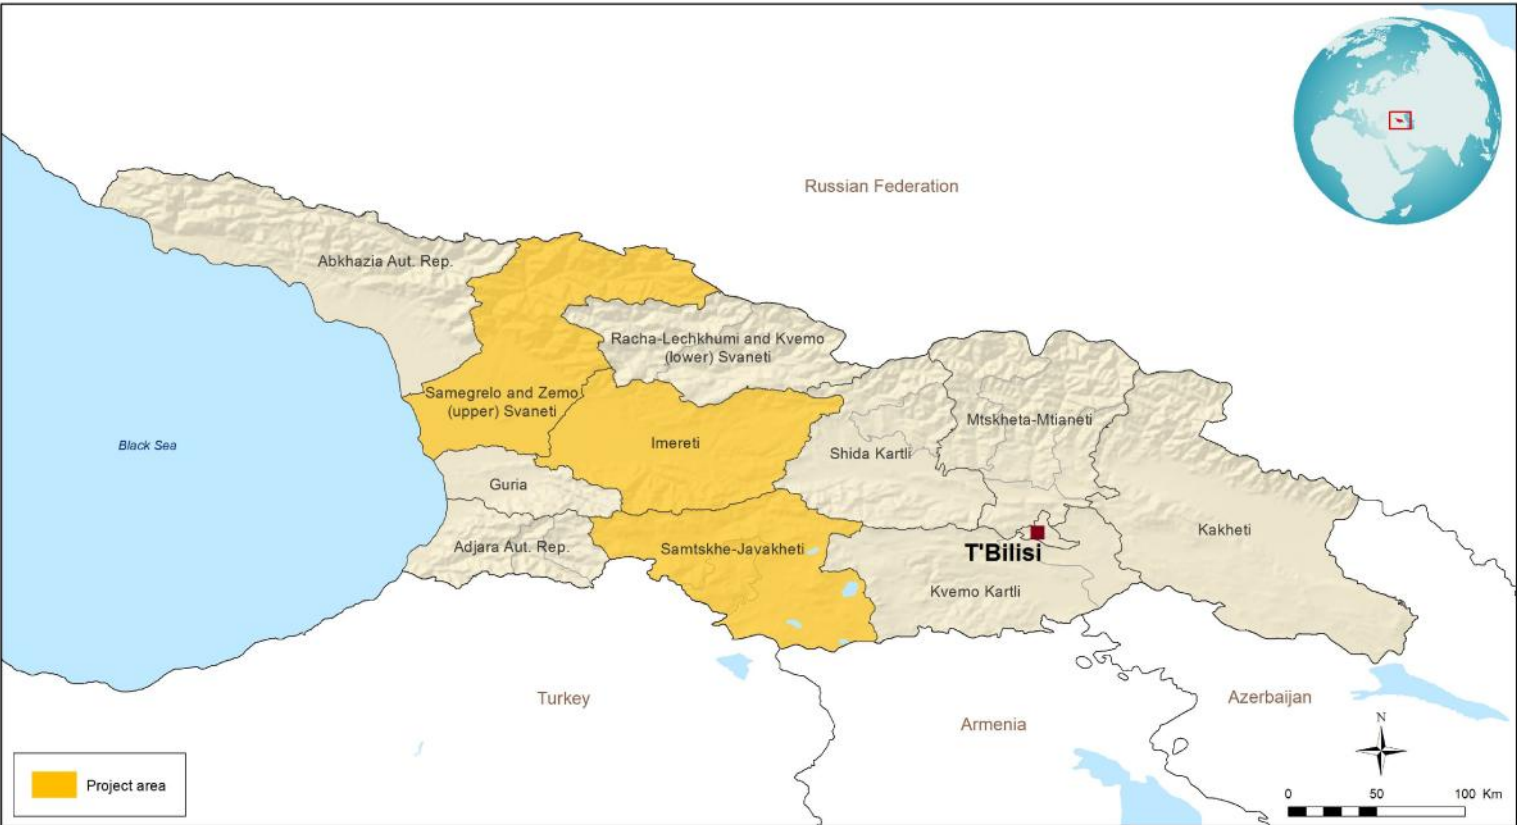 Russian Federation
Abkhazia Aut. Rep.
Racha-Lechkhumi and Kvemo
(lower) Svaneti
Samegrelo and Zemo
(upper) Svaneti
Mtskheta-Mtianeti
Black Sea
Imereti
Shida Kartli
Guria
Kakheti
Adjara Aut. Rep.
Samtskhe-Javakheti
T'Bilisi
Kvemo Kartli
Turkey
Azerbaijan
Armenia
N
Project area
0 50 100 Km